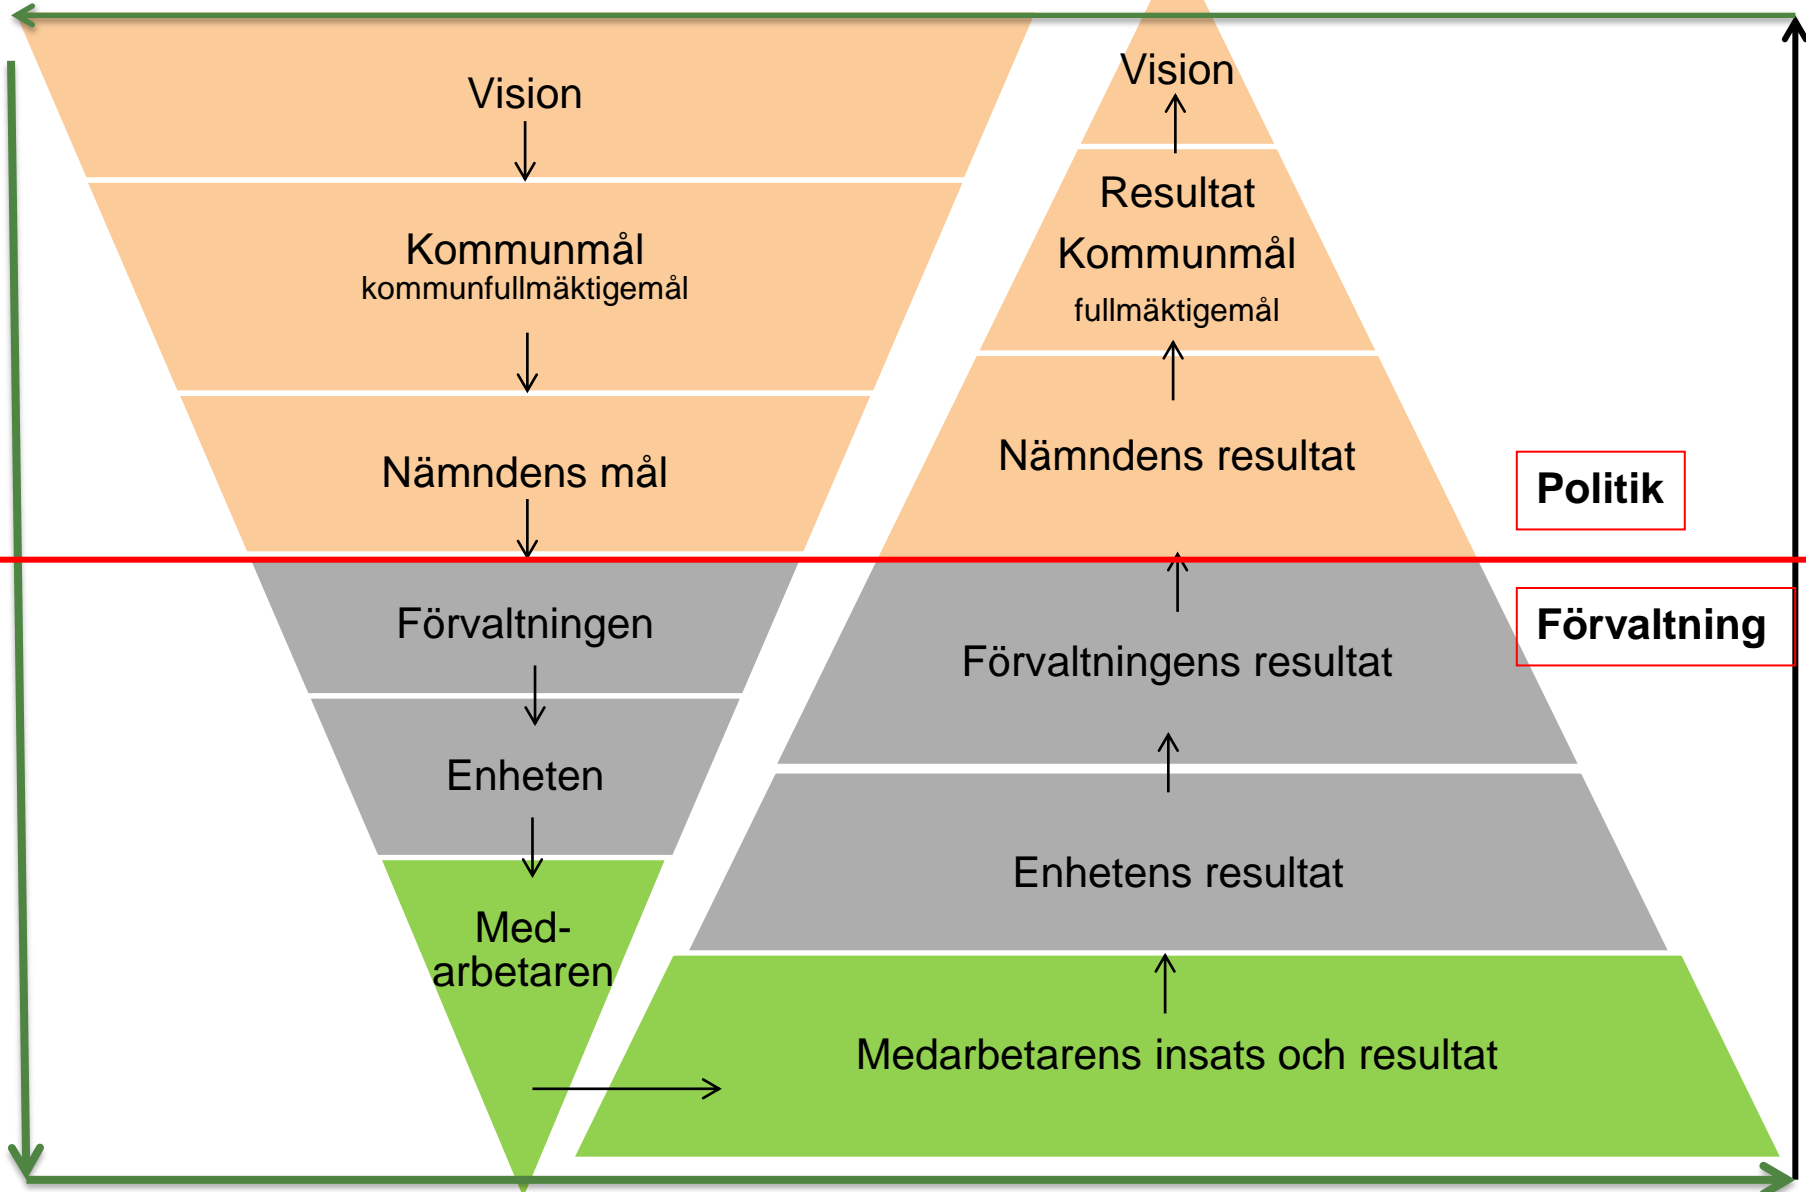 Vision
Kommunmål
kommunfullmäktigemål
Nämndens mål
Förvaltningen
Enheten
Med-
arbetaren
Vision
Resultat
Kommunmål
fullmäktigemål
Nämndens resultat
Förvaltningens resultat
Enhetens resultat
Medarbetarens insats och resultat
Politik
Förvaltning